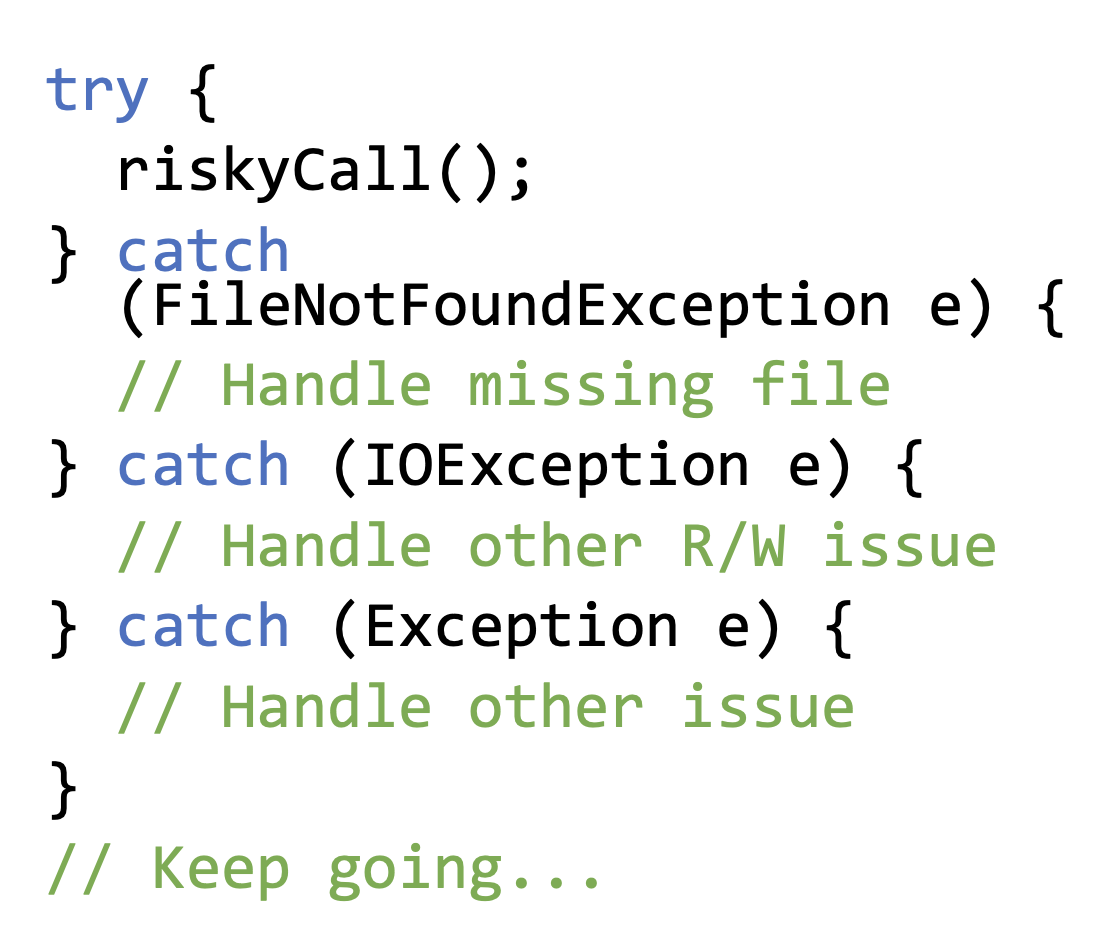 try {
  riskyCall();
} catch
  (FileNotFoundException e) {
  // Handle missing file
} catch (IOException e) {
  // Handle other R/W issue
} catch (Exception e) {
  // Handle other issue
}
// Keep going...